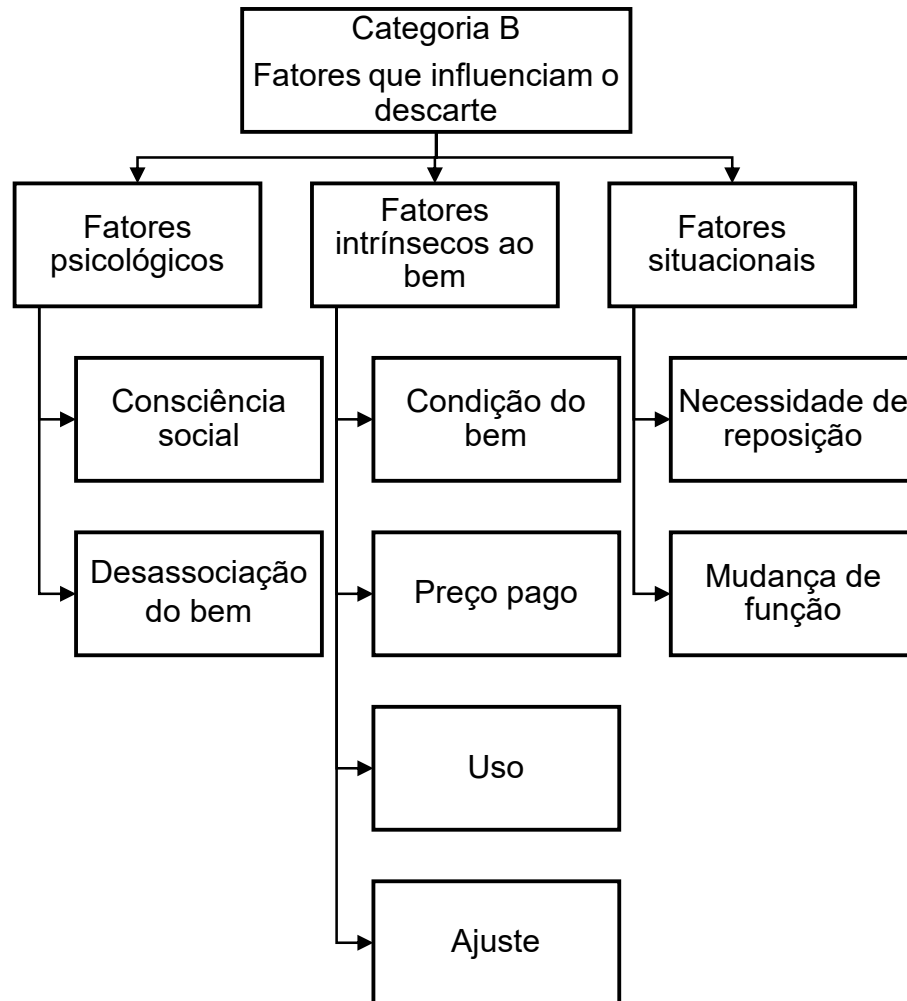 Categoria B
Fatores que influenciam o
descarte
Fatores
psicológicos
Fatores
intrínsecos ao
bem
Fatores
situacionais
Consciência
social
Condição do
bem
Necessidade de
reposição
Desassociação
do bem
Preço pago
Mudança de
função
Uso
Ajuste